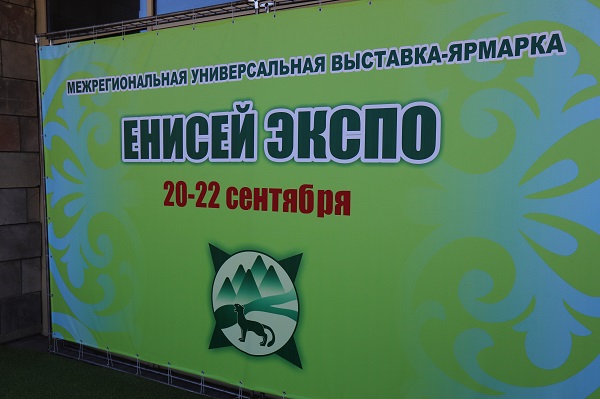 МЕЖРЕГИОНАЛЬНАЯ УНИВЕРСАЛЬНАЯ ВЫСТАВКА-ЯРМАРКА
ЕНИСЕЙ ЭКСПО
20-22 сентября